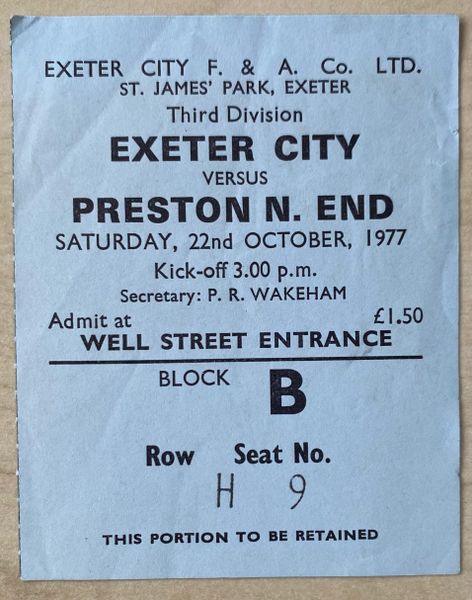 EXETER CITY F. & A. Co. LTD.
ST. JAMES' PARK, EXETER
Third Division
EXETER CITY
VERSUS
PRESTON N. END
SATURDAY, 22nd OCTOBER, 1977
Kick-off 3.00 p.m.
Secretary: P. R. WAKEHAM
Admit at £1.50
WELL STREET ENTRANCE
BLOCK B
Row Seat No.
H 9
THIS PORTION TO BE RETAINED